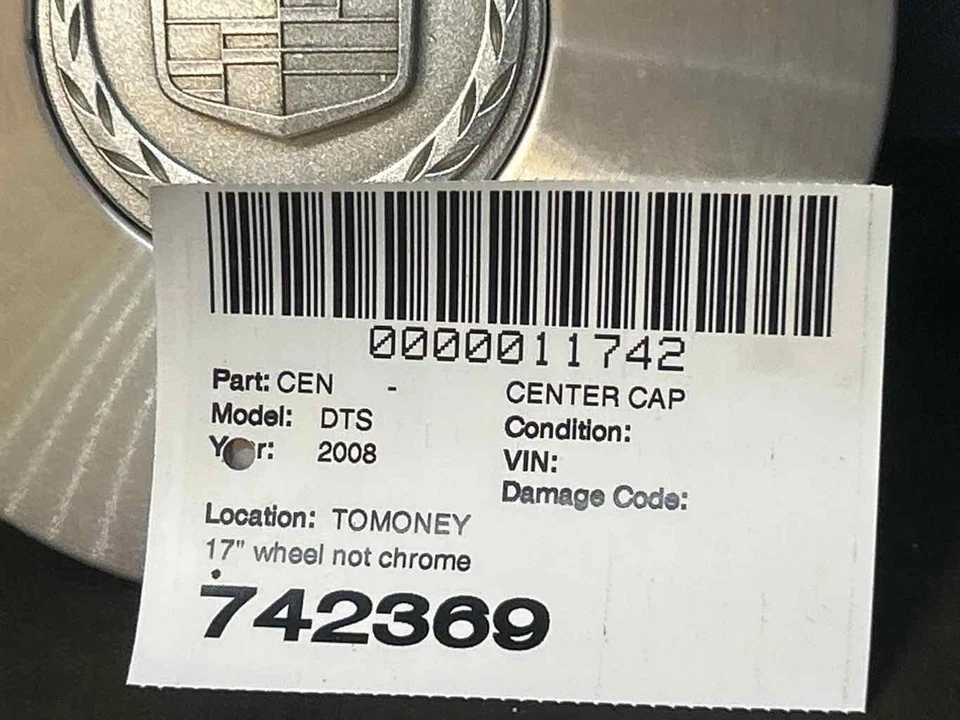 0000011742
Part: CEN - CENTER CAP
Model: DTS Condition:
Year: 2008 VIN:
Damage Code:
Location: TOMONEY
17" wheel not chrome
742369